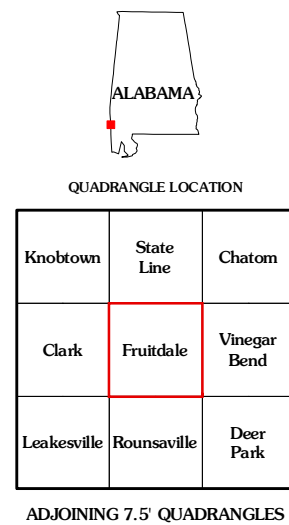 ALABAMA
QUADRANGLE LOCATION
Knobtown State Line Chatom
Clark Fruitdale Vinegar Bend
Leakesville Rounsaville Deer Park
ADJOINING 7.5' QUADRANGLES